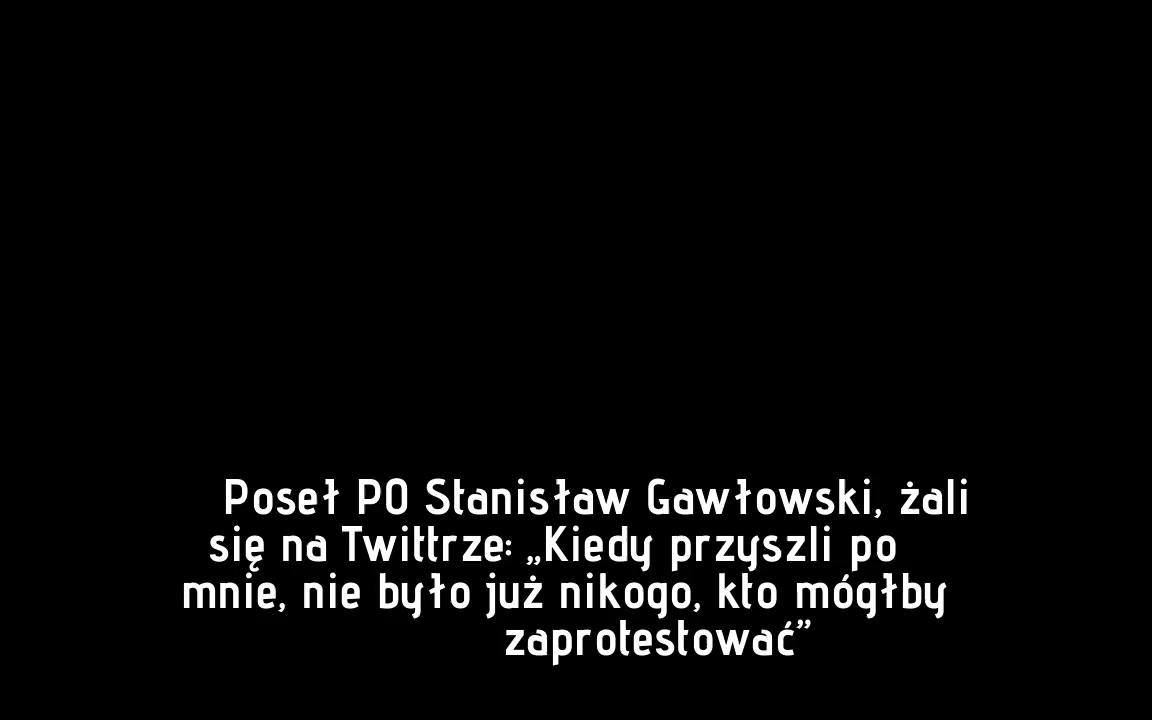 Poseł PO Stanisław Gawłowski, żali
się na Twittrze: „Kiedy przyszli po
mnie, nie było już nikogo, kto mógłby
zaprotestować”